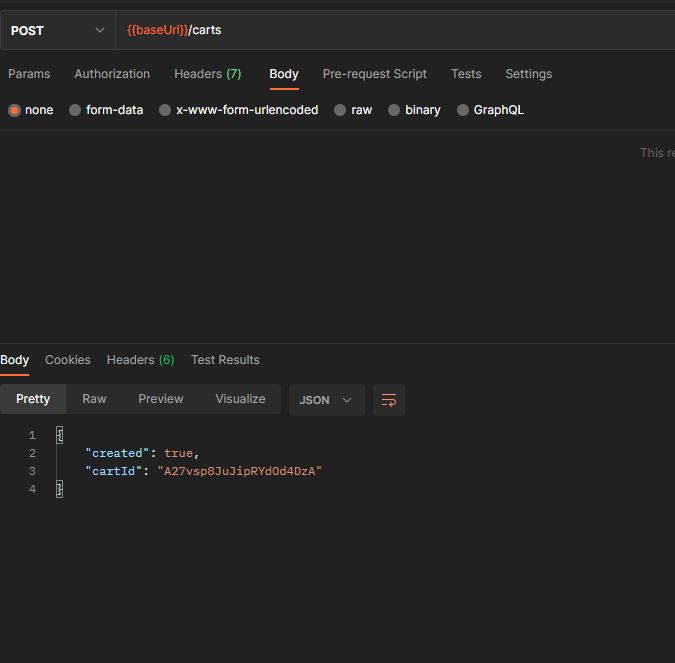 POST {{baseUrl}}/carts
Params Authorization Headers (7) Body Pre-request Script Tests Settings
none form-data x-www-form-urlencoded raw binary GraphQL
This re
Body Cookies Headers (6) Test Results
Pretty Raw Preview Visualize JSON
1 {
2 "created": true,
3 "cartId": "A27vsp8JuJipRYdOd4DzA"
4 }